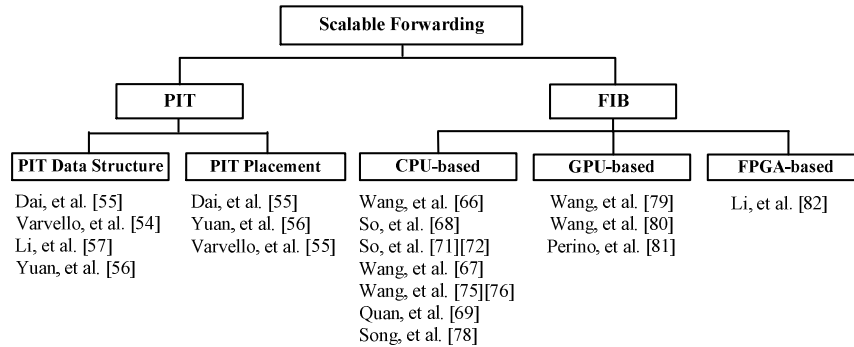 Scalable Forwarding
PIT
FIB
PIT Data Structure
PIT Placement
CPU-based
GPU-based
FPGA-based
Dai, et al. [55]
Varvello, et al. [54]
Li, et al. [57]
Yuan, et al. [56]
Dai, et al. [55]
Yuan, et al. [56]
Varvello, et al. [55]
Wang, et al. [66]
So, et al. [68]
So, et al. [71][72]
Wang, et al. [67]
Wang, et al. [75][76]
Quan, et al. [69]
Song, et al. [78]
Wang, et al. [79]
Wang, et al. [80]
Perino, et al. [81]
Li, et al. [82]